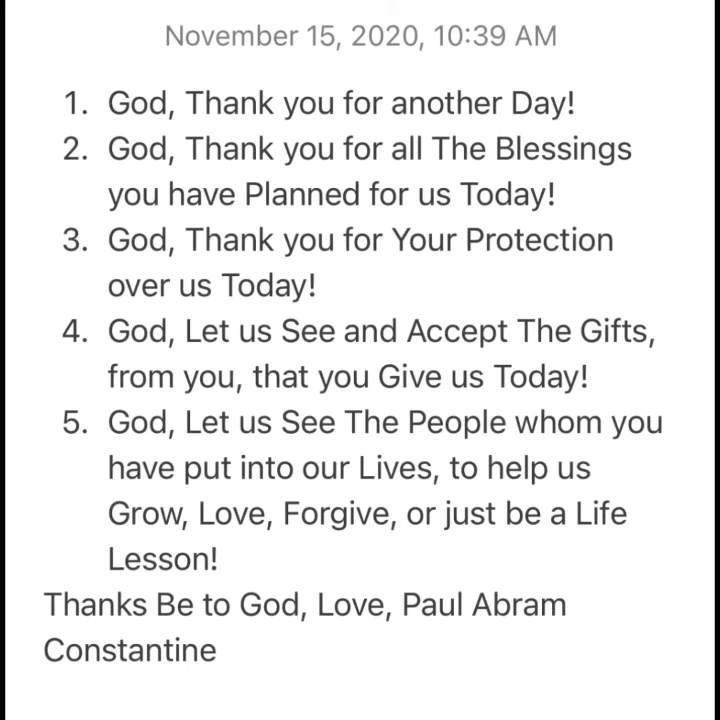 November 15, 2020, 10:39 AM
1. God, Thank you for another Day!
2. God, Thank you for all The Blessings
you have Planned for us Today!
3. God, Thank you for Your Protection
over us Today!
4. God, Let us See and Accept The Gifts,
from you, that you Give us Today!
5. God, Let us See The People whom you
have put into our Lives, to help us
Grow, Love, Forgive, or just be a Life
Lesson!
Thanks Be to God, Love, Paul Abram
Constantine